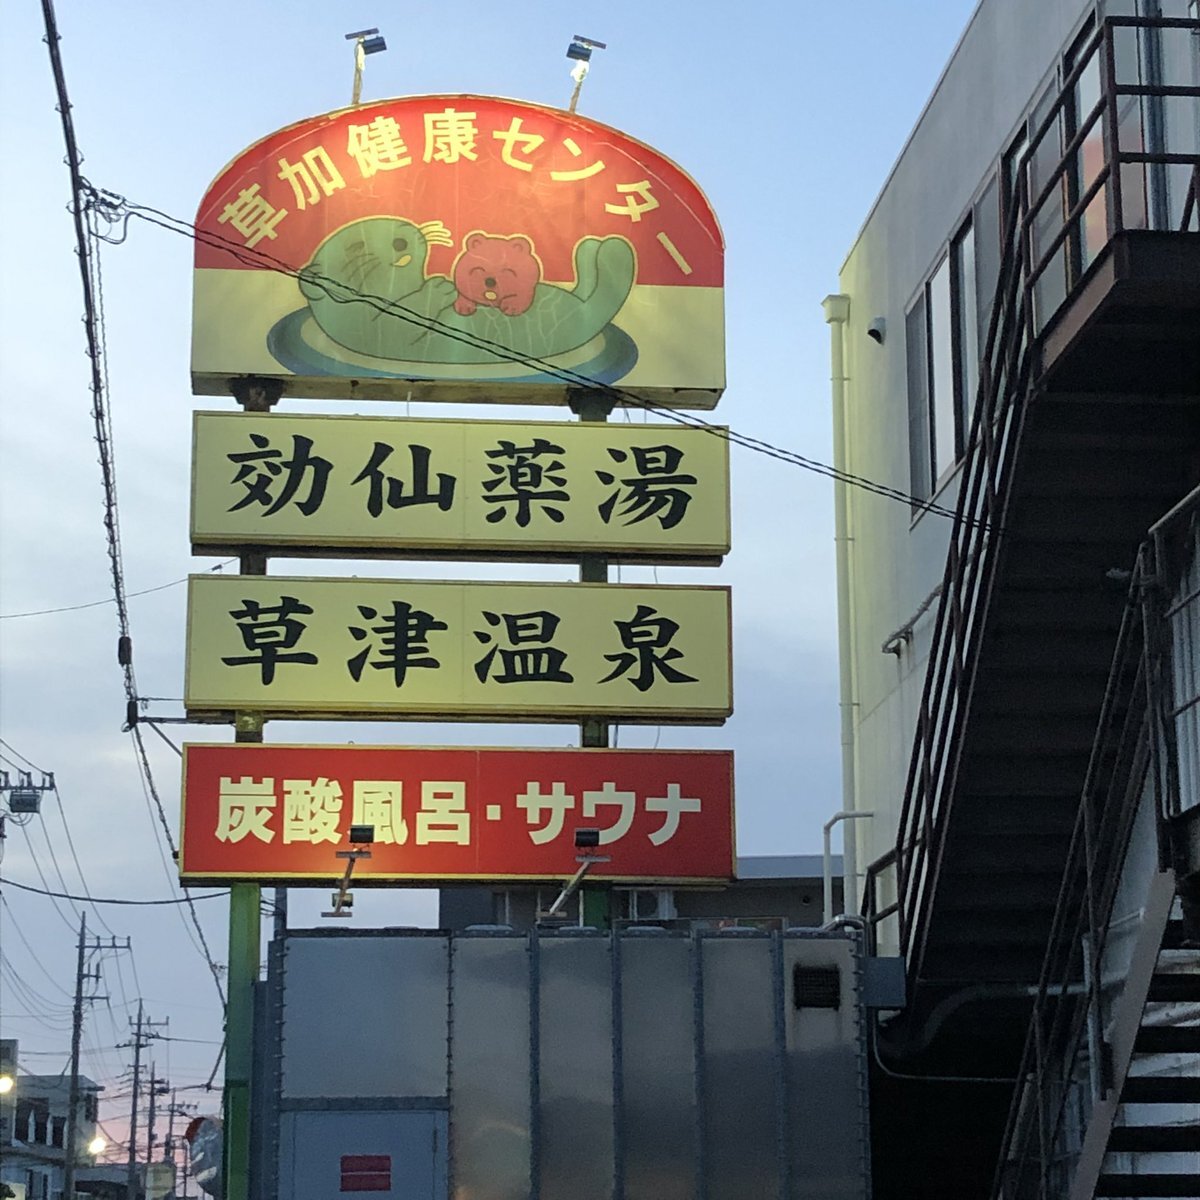 草加健康センター
効仙薬湯
草津温泉
炭酸風呂・サウナ